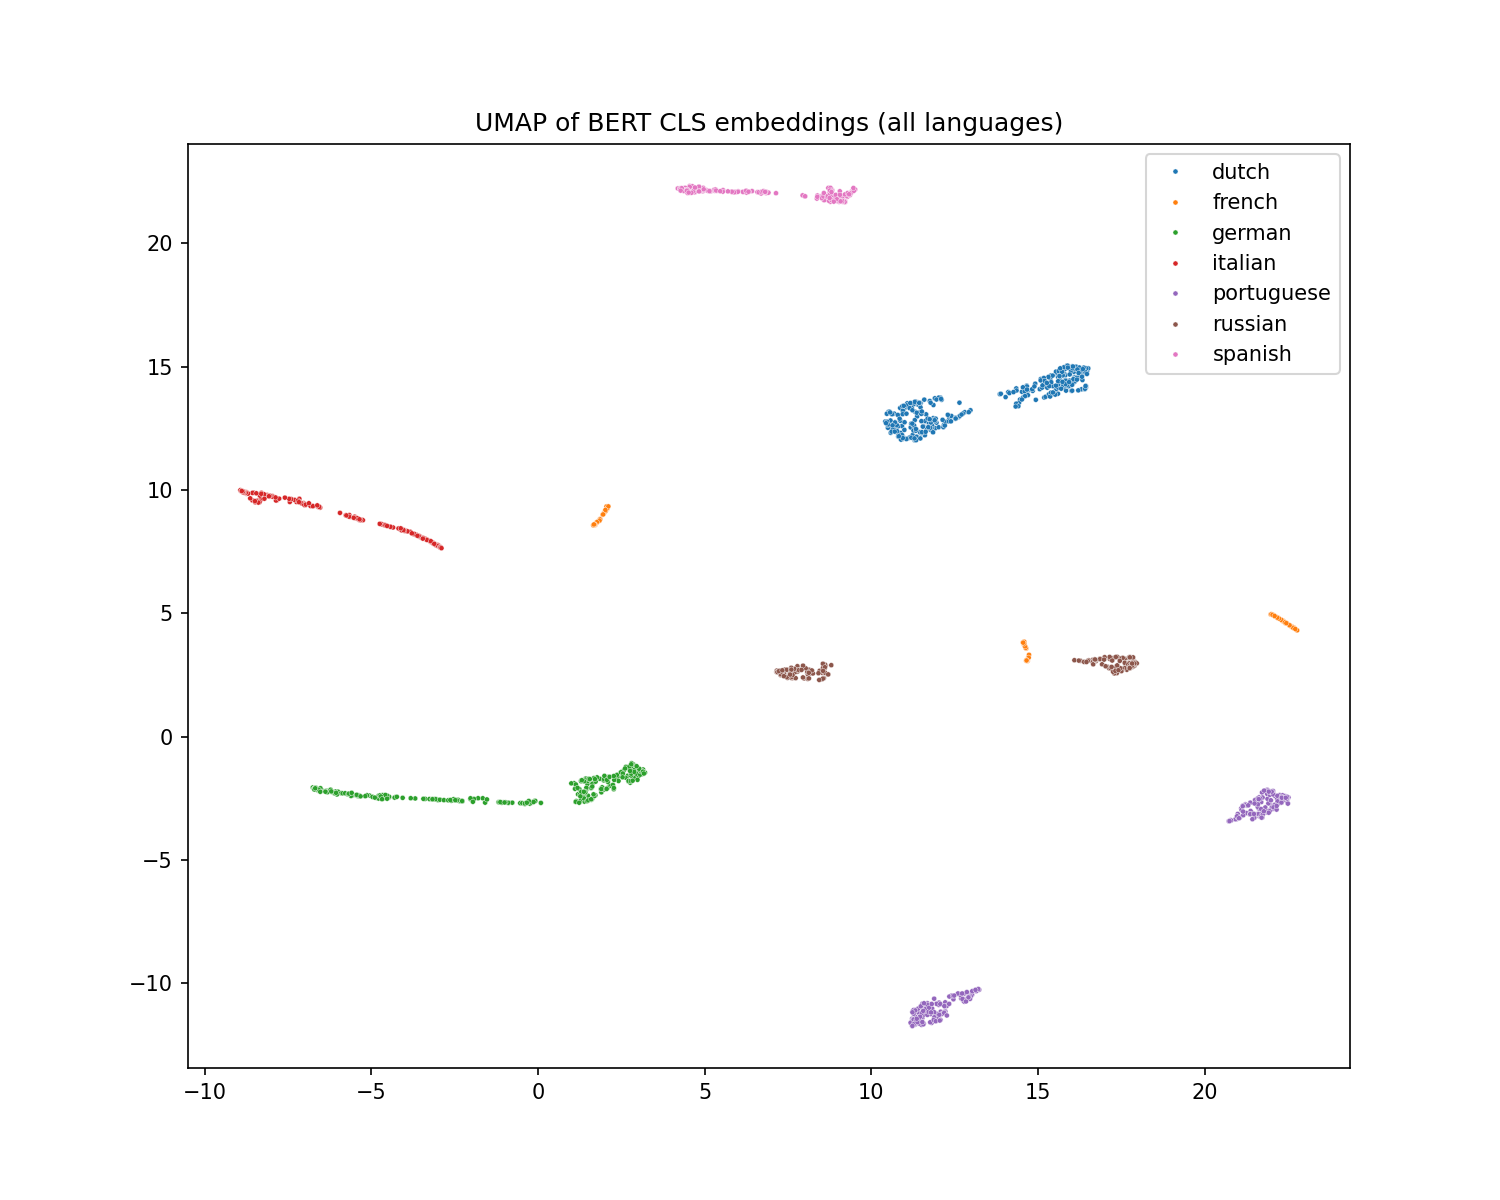 UMAP of BERT CLS embeddings (all languages)
dutch
french
german
italian
portuguese
russian
spanish
20
15
10
5
0
−5
−10
−10
−5
0
5
10
15
20